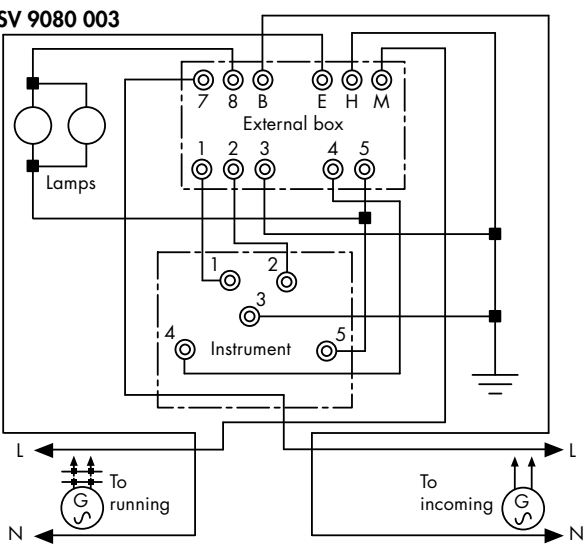 SV 9080 003
7 8 B E H M
External box
1 2 3 4 5
Lamps
1 2
3
4 Instrument 5
L L
To To
G running incoming G
N N